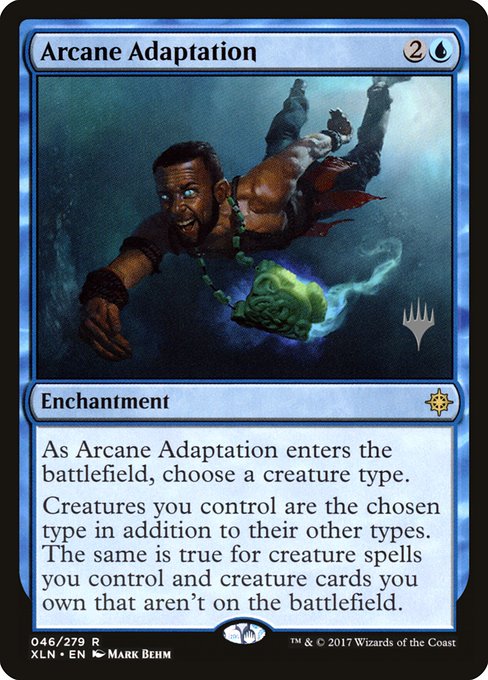 Arcane Adaptation 2
Enchantment
As Arcane Adaptation enters the
battlefield, choose a creature type.
Creatures you control are the chosen
type in addition to their other types.
The same is true for creature spells
you control and creature cards you
own that aren't on the battlefield.
046/279 R
XLN • EN Mark Behm
™ & © 2017 Wizards of the Coast